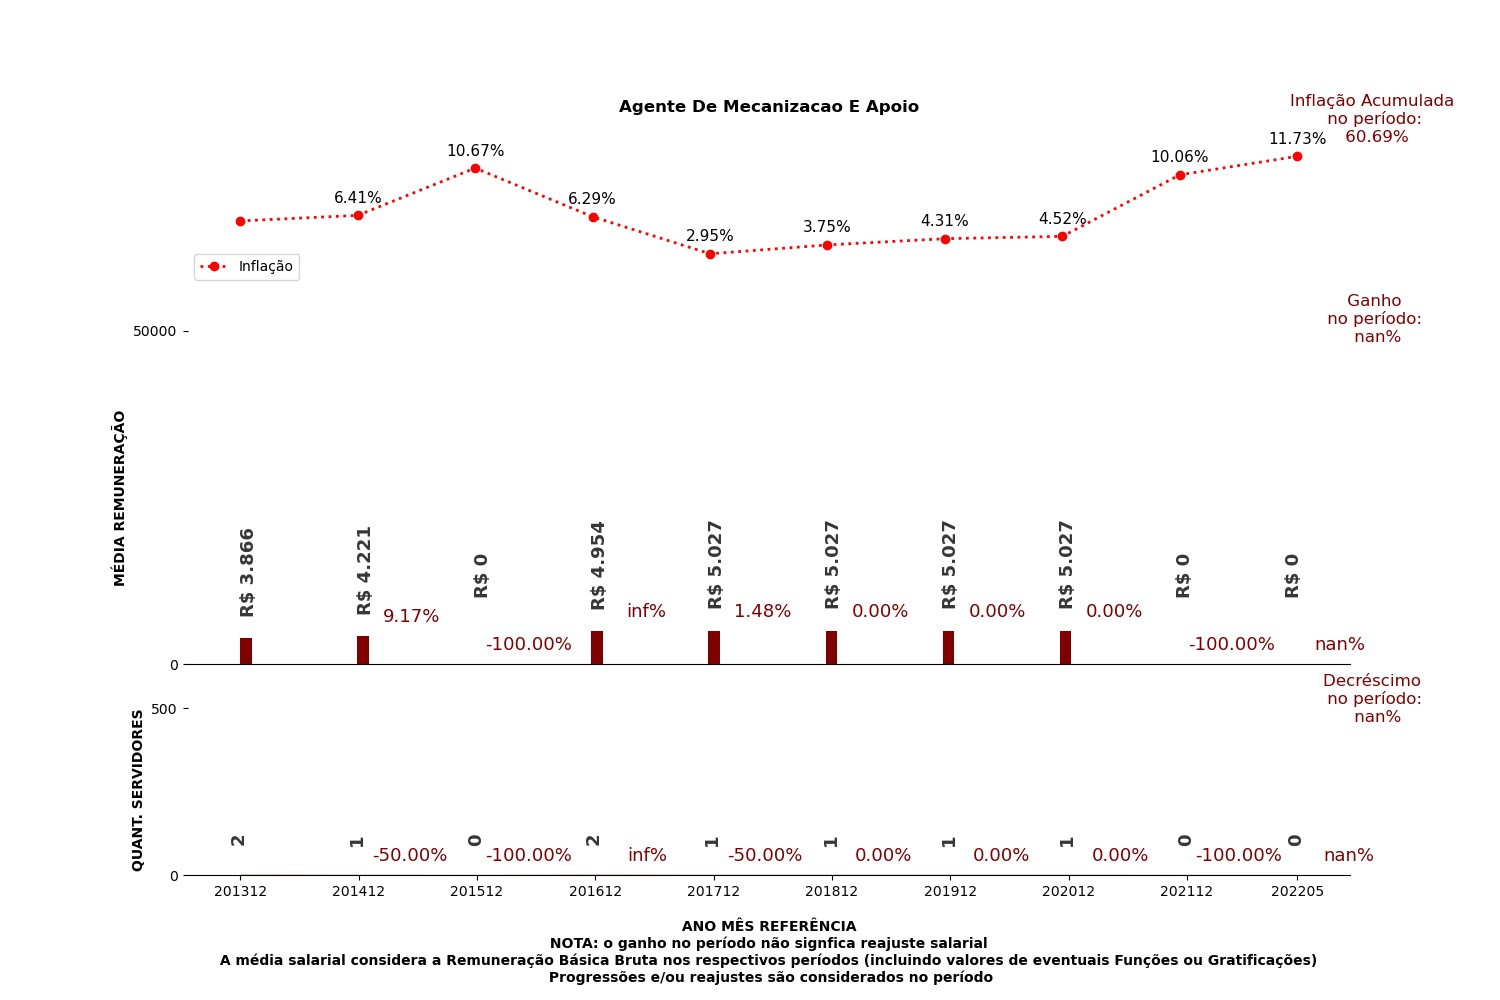 Agente De Mecanizacao E Apoio
Inflação Acumulada
no período:
60.69%
6.41%
10.67%
6.29%
2.95%
3.75%
4.31%
4.52%
10.06%
11.73%
Inflação
Ganho
no período:
nan%
50000
0
MÉDIA REMUNERAÇÃO
R$ 3.866
R$ 4.221
R$ 0
R$ 4.954
R$ 5.027
R$ 5.027
R$ 5.027
R$ 5.027
R$ 0
R$ 0
9.17%
-100.00%
inf%
1.48%
0.00%
0.00%
0.00%
-100.00%
nan%
Decréscimo
no período:
nan%
500
0
QUANT. SERVIDORES
2
1
0
2
1
1
1
1
0
0
-50.00%
-100.00%
inf%
-50.00%
0.00%
0.00%
0.00%
-100.00%
nan%
201312
201412
201512
201612
201712
201812
201912
202012
202112
202205
ANO MÊS REFERÊNCIA
NOTA: o ganho no período não signfica reajuste salarial
A média salarial considera a Remuneração Básica Bruta nos respectivos períodos (incluindo valores de eventuais Funções ou Gratificações)
Progressões e/ou reajustes são considerados no período